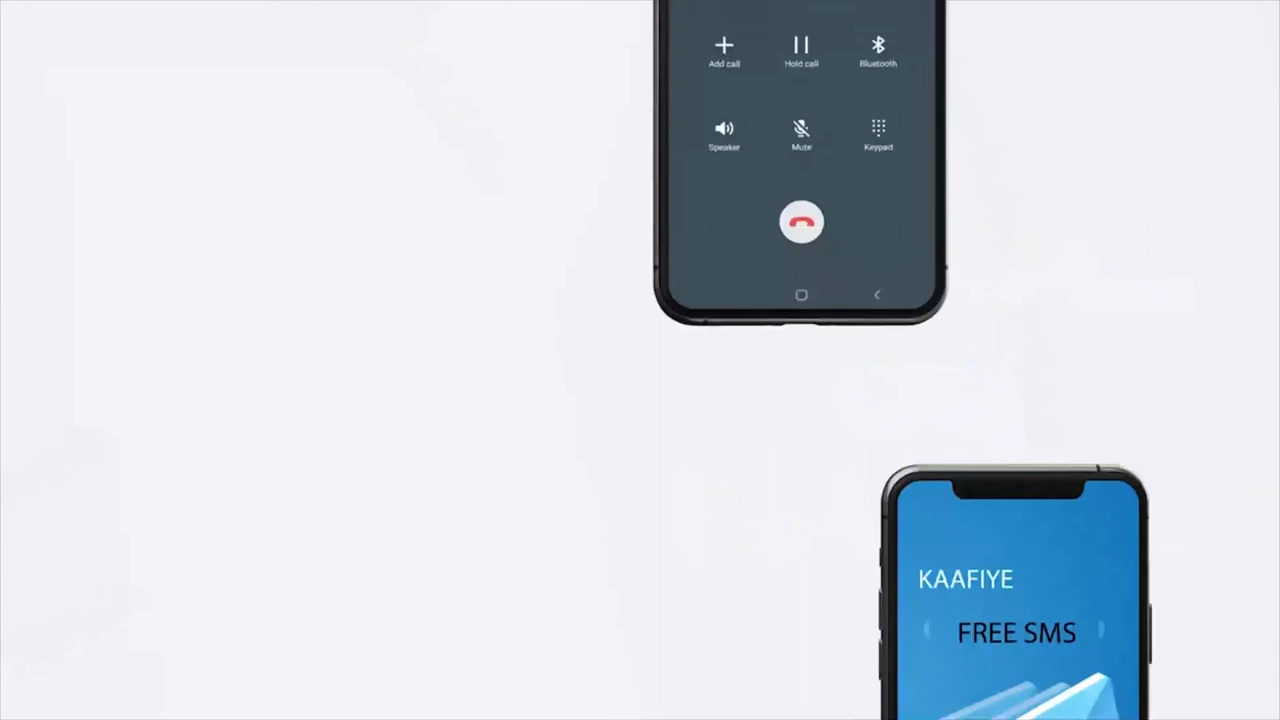 Add call Hold call Bluetooth
Speaker Mute Keypad
KAAFIYE
FREE SMS